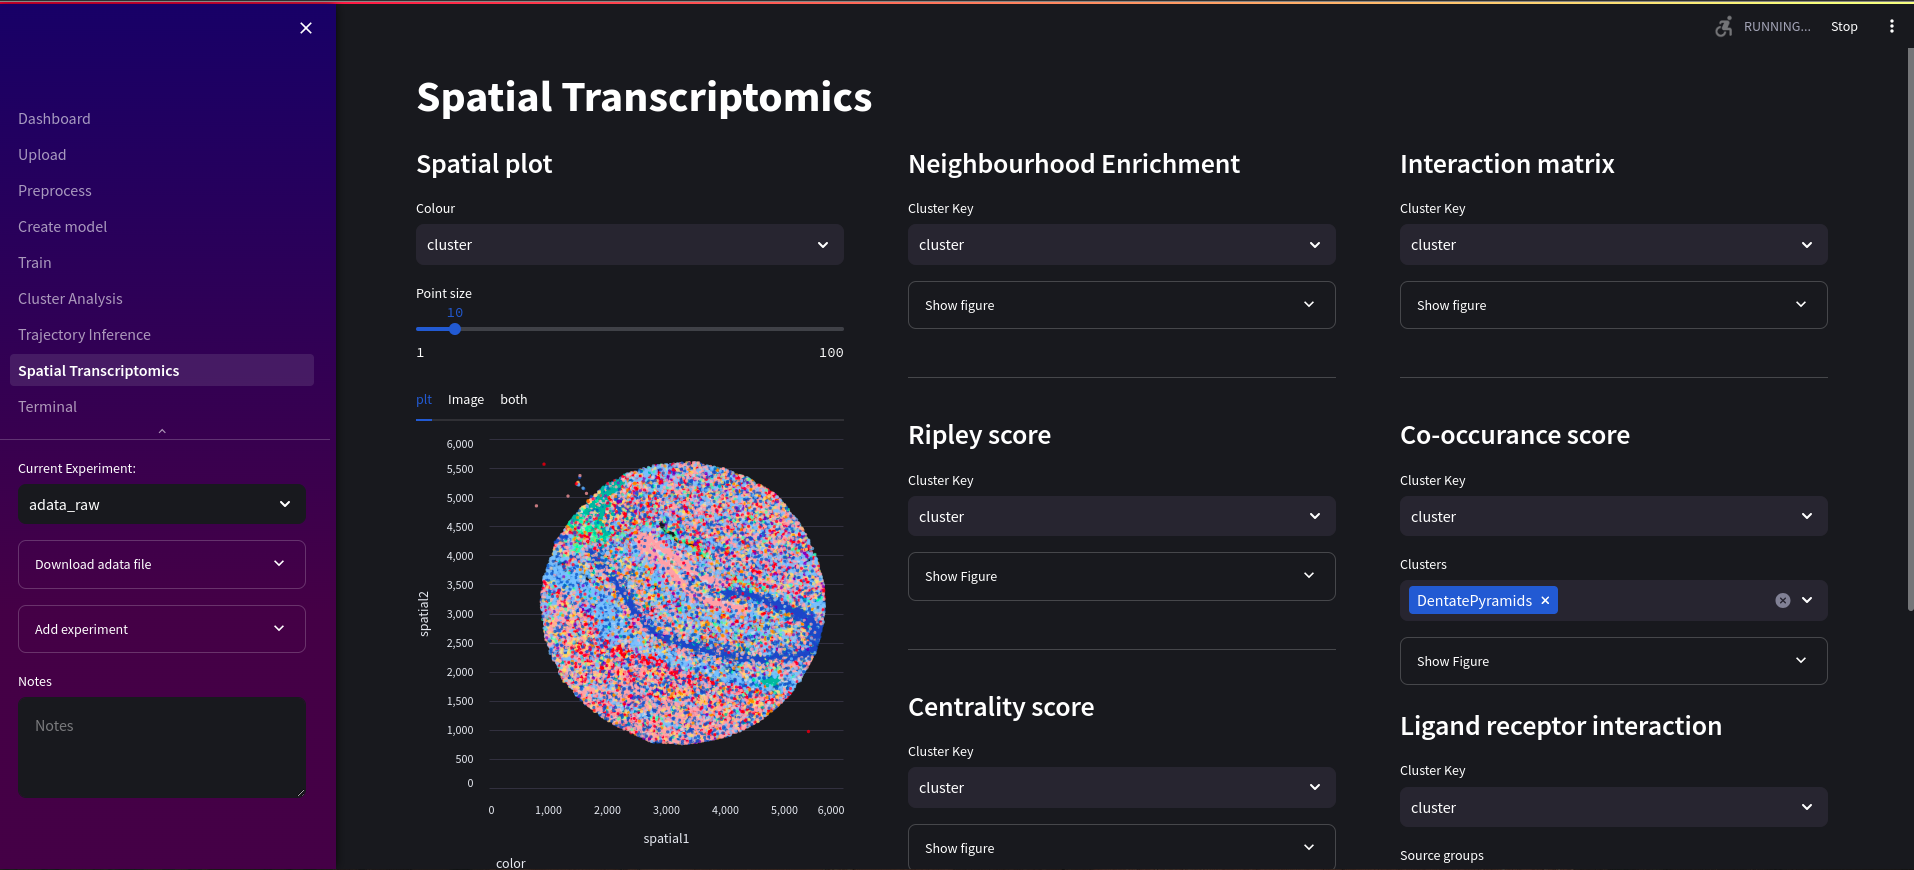 RUNNING...
Stop
Dashboard
Upload
Preprocess
Create model
Train
Cluster Analysis
Trajectory Inference
Spatial Transcriptomics
Terminal
Current Experiment:
adata_raw
Download adata file
Add experiment
Notes
Notes
Spatial Transcriptomics
Spatial plot
Colour
cluster
Point size
10
1
100
plt
Image
both
6,000
5,500
5,000
4,500
4,000
3,500
3,000
2,500
2,000
1,500
1,000
500
0
spatial2
0
1,000
2,000
3,000
4,000
5,000
6,000
spatial1
color
Neighbourhood Enrichment
Cluster Key
cluster
Show figure
Ripley score
Cluster Key
cluster
Show Figure
Centrality score
Cluster Key
cluster
Show figure
Interaction matrix
Cluster Key
cluster
Show figure
Co-occurance score
Cluster Key
cluster
Clusters
DentatePyramids
Show Figure
Ligand receptor interaction
Cluster Key
cluster
Source groups